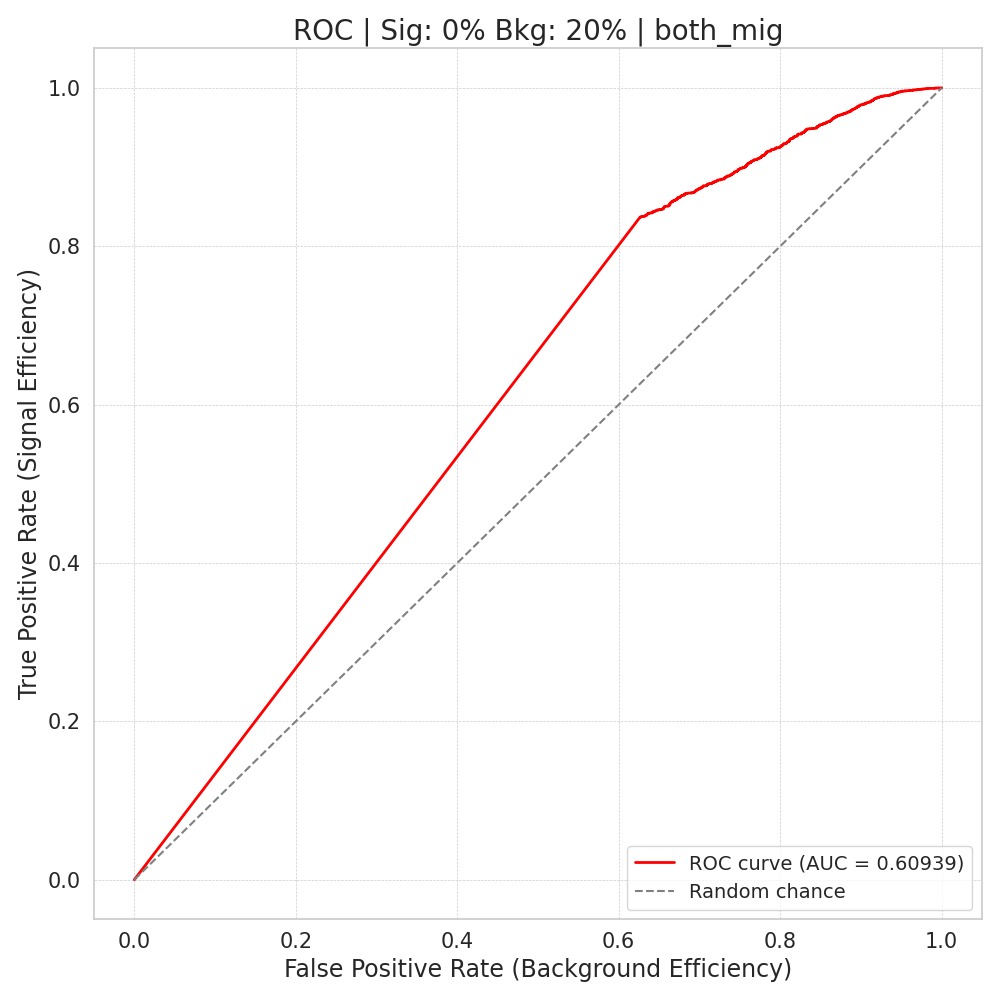 ROC | Sig: 0% Bkg: 20% | both_mig
True Positive Rate (Signal Efficiency)
1.0
0.8
0.6
0.4
0.2
0.0
ROC curve (AUC = 0.60939)
Random chance
0.0 0.2 0.4 0.6 0.8 1.0
False Positive Rate (Background Efficiency)